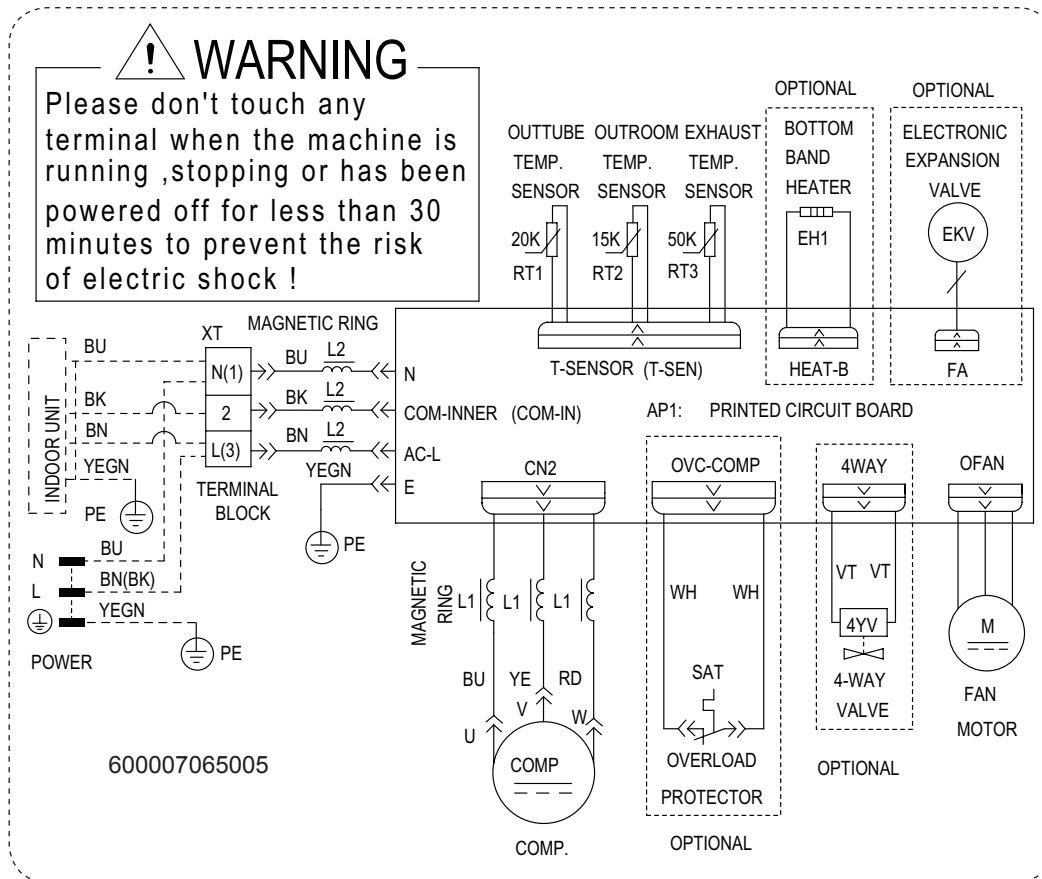 WARNING
Please don't touch any
terminal when the machine is
running ,stopping or has been
powered off for less than 30
minutes to prevent the risk
of electric shock !
OPTIONAL
OPTIONAL
OUTTUBE OUTROOM EXHAUST
TEMP. TEMP. TEMP.
SENSOR SENSOR SENSOR
20K 15K 50K
RT1 RT2 RT3
BOTTOM
BAND
HEATER
EH1
HEAT-B
ELECTRONIC
EXPANSION
VALVE
EKV
FA
T-SENSOR (T-SEN)
AP1: PRINTED CIRCUIT BOARD
XT
MAGNETIC RING
INDOOR UNIT
BU
BK
BN
YEGN
PE
N(1)
2
L(3)
TERMINAL
BLOCK
BU L2
BK L2
BN L2
YEGN
PE
N
COM-INNER (COM-IN)
AC-L
E
N
L
BU
BN(BK)
YEGN
PE
POWER
CN2
MAGNETIC
RING
L1 L1 L1
BU YE RD
U V W
COMP
COMP.
OVC-COMP
WH WH
SAT
OVERLOAD
PROTECTOR
OPTIONAL
4WAY
VT VT
4YV
4-WAY
VALVE
OPTIONAL
OFAN
M
FAN
MOTOR
600007065005